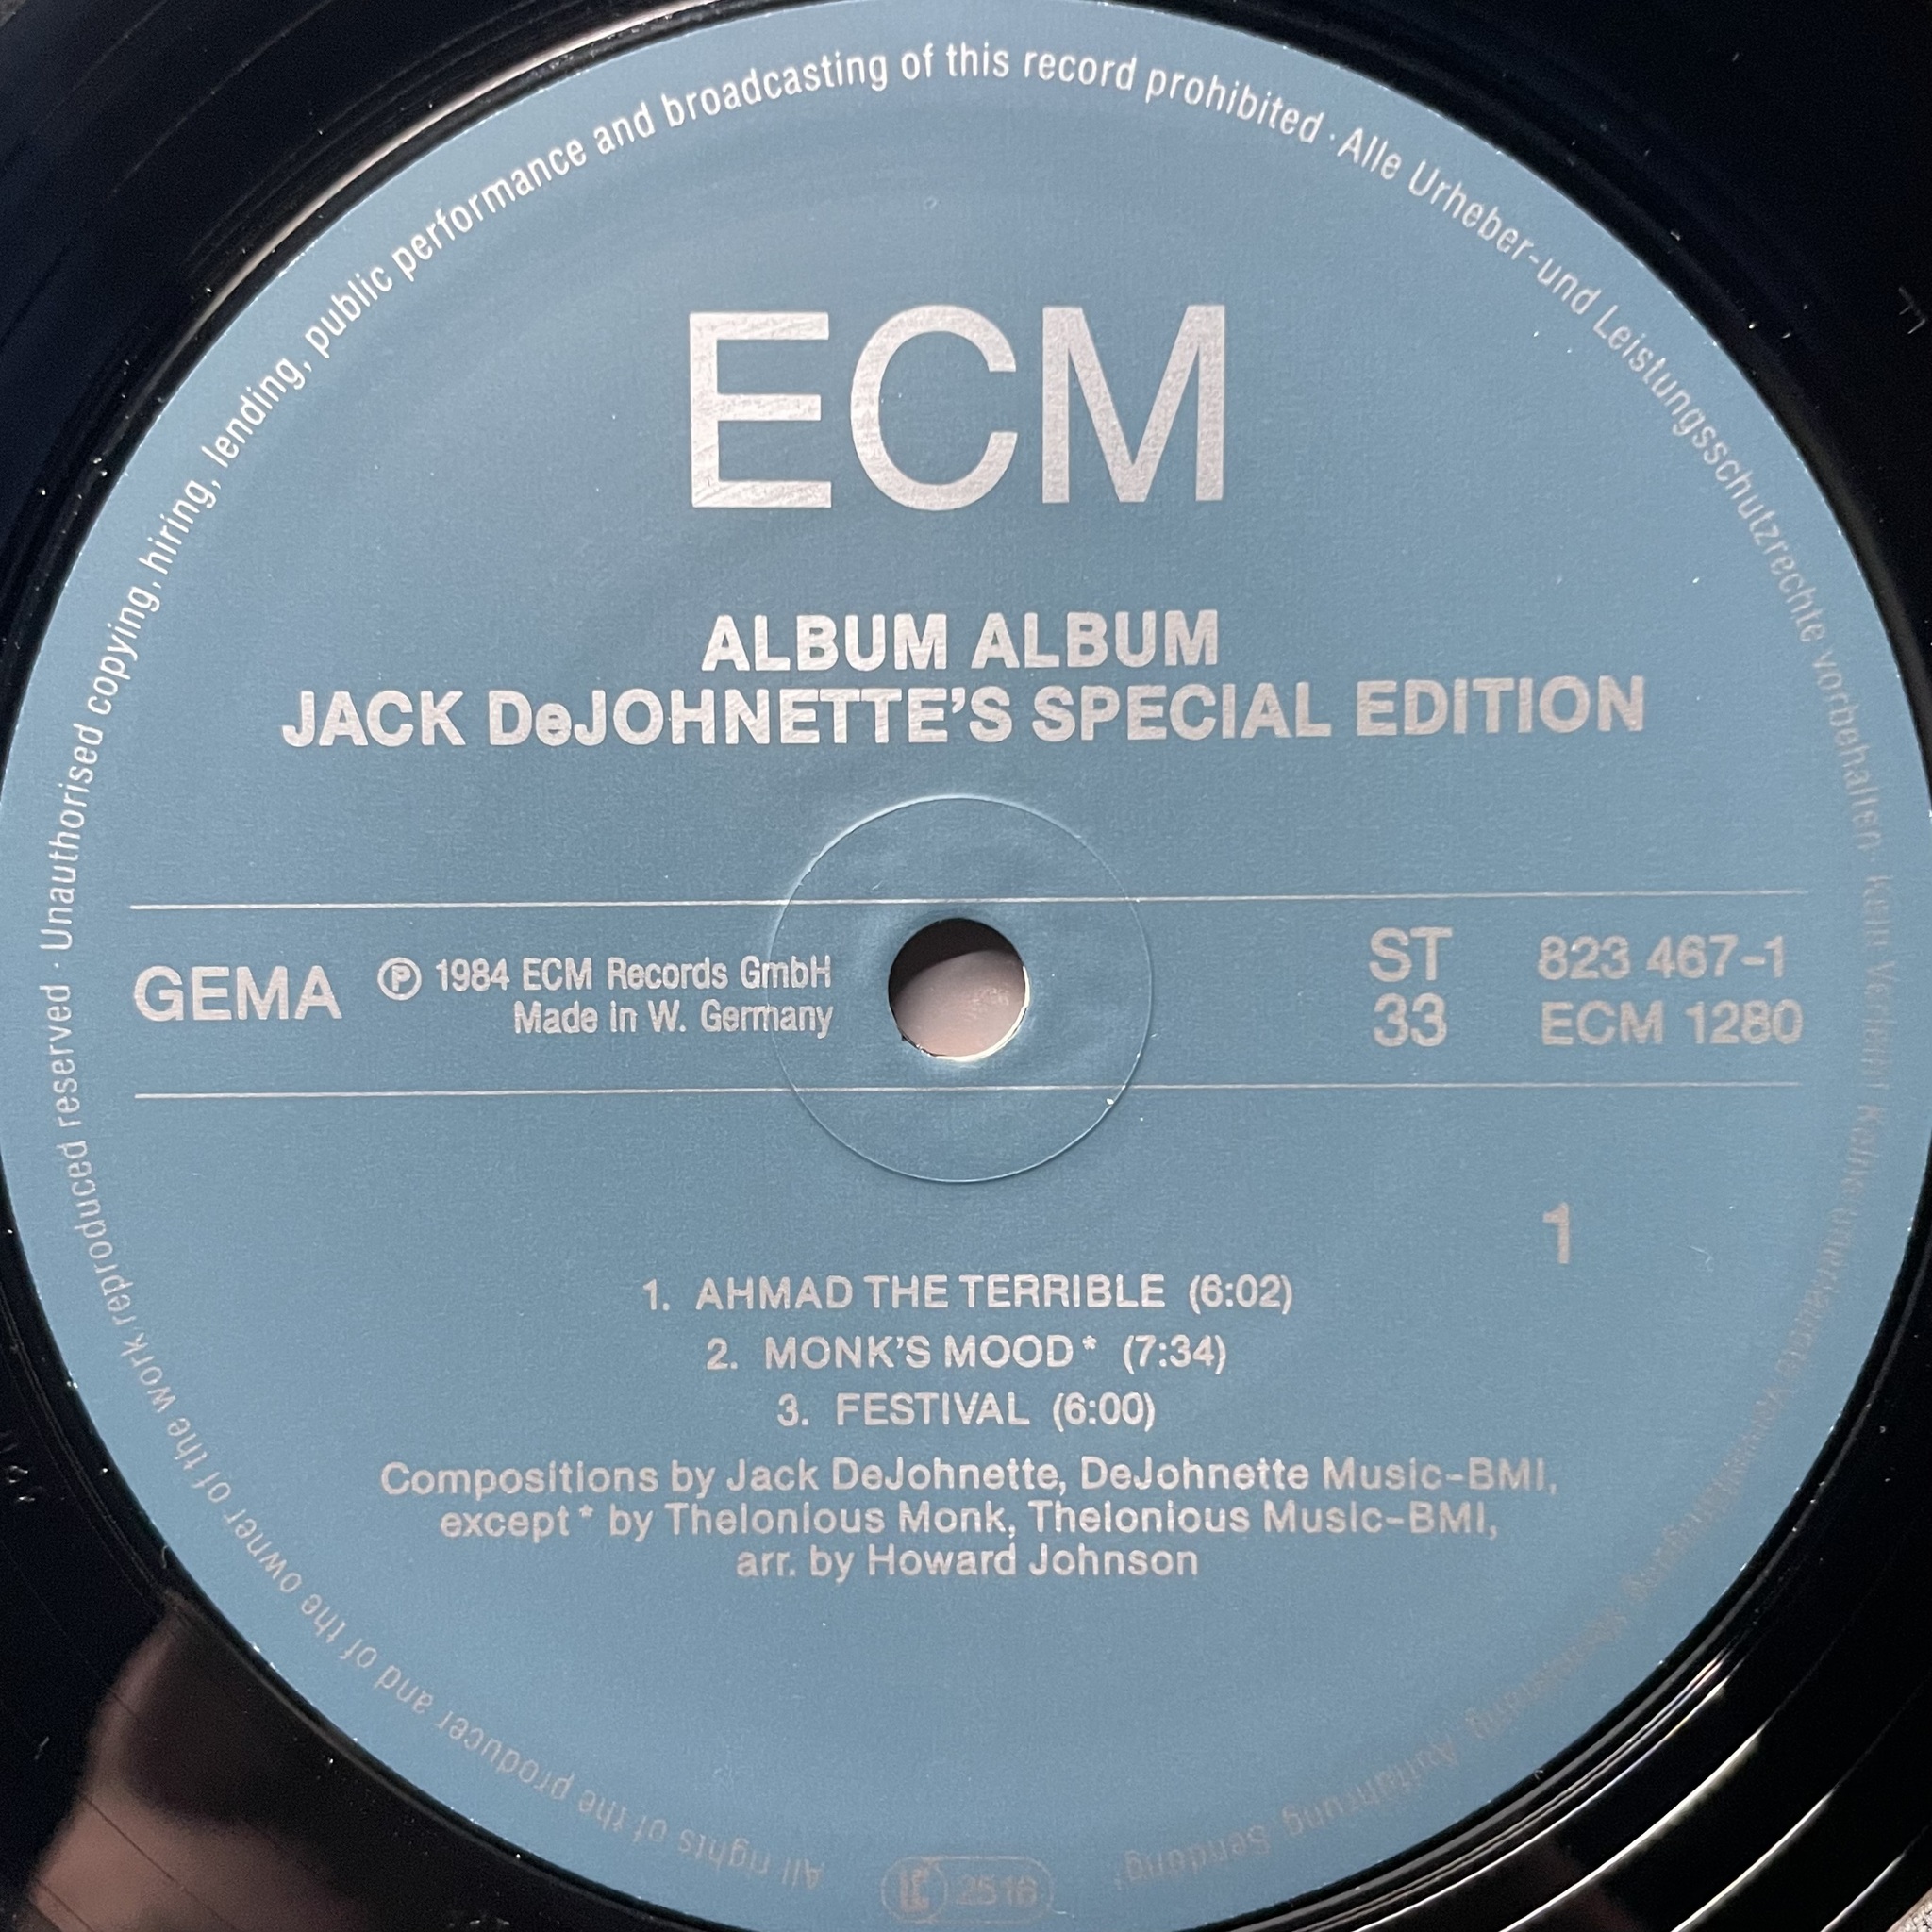 All rights of the producer and of the owner of the work reproduced reserved · Unauthorised copying, hiring, lending, public performance and broadcasting of this record prohibited · Alle Urheber-und Leistungsschutzrechte vorbehalten · Kein Verleih!
ECM
ALBUM ALBUM
JACK DeJOHNETTE'S SPECIAL EDITION
GEMA
Ⓟ 1984 ECM Records GmbH
Made in W. Germany
ST 823 467-1
33 ECM 1280
1
1. AHMAD THE TERRIBLE (6:02)
2. MONK'S MOOD* (7:34)
3. FESTIVAL (6:00)
Compositions by Jack DeJohnette, DeJohnette Music-BMI,
except* by Thelonious Monk, Thelonious Music-BMI,
arr. by Howard Johnson
LC